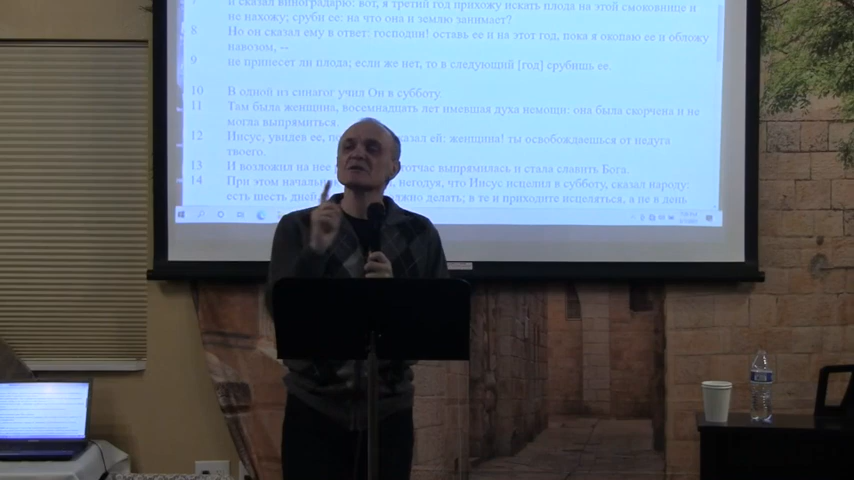 7 и сказал виноградарю: вот, я третий год прихожу искать плода на этой смоковнице и
не нахожу; сруби ее: на что она и землю занимает?
8 Но он сказал ему в ответ: господин! оставь ее и на этот год, пока я окопаю ее и обложу
навозом, --
9 не принесет ли плода; если же нет, то в следующий [год] срубишь ее.
10 В одной из синагог учил Он в субботу.
11 Там была женщина, восемнадцать лет имевшая духа немощи: она была скорчена и не
могла выпрямиться.
12 Иисус, увидев ее, сказал ей: женщина! ты освобождаешься от недуга
твоего.
13 И возложил на нее тотчас выпрямилась и стала славить Бога.
14 При этом начальник негодуя, что Иисус исцелил в субботу, сказал народу:
есть шесть дней, должно делать; в те и приходите исцеляться, а не в день